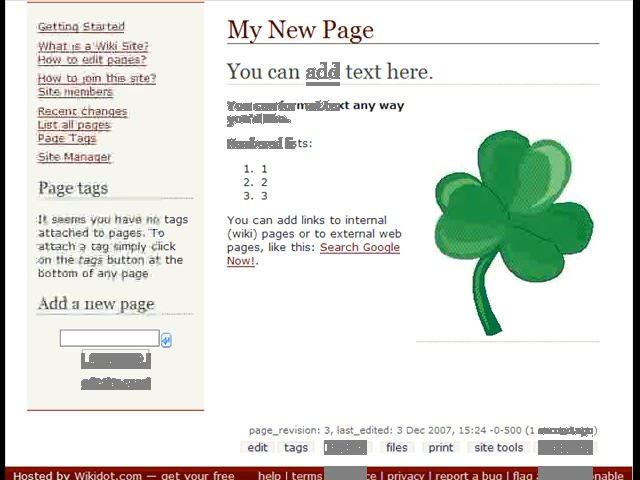 Getting Started
What is a Wiki Site?
How to edit pages?
How to join this site?
Site members
Recent changes
List all pages
Page Tags
Site Manager
Page tags
It seems you have no tags
attached to pages. To
attach a tag simply click
on the tags button at the
bottom of any page
Add a new page
My New Page
You can add text here.
any way
1. 1
2. 2
3. 3
You can add links to internal
(wiki) pages or to external web
pages, like this: Search Google
Now!.
page_revision: 3, last_edited: 3 Dec 2007, 15:24 -0-500 (1
edit tags files print site tools
Hosted by Wikidot.com — get your free help | terms | privacy | report a bug | flag